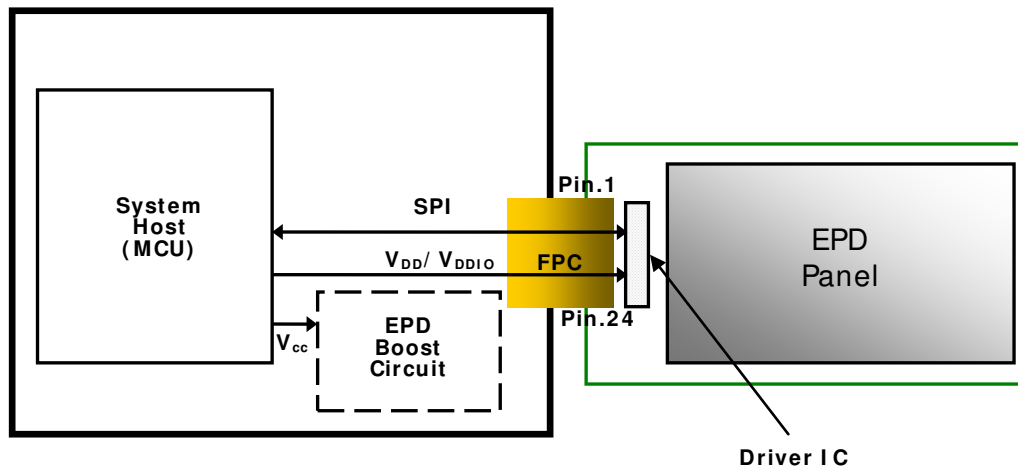 System
Host
(MCU)
SPI
VDD/ VDDIO
Vcc
EPD
Boost
Circuit
Pin.1
FPC
Pin.24
EPD
Panel
Driver IC